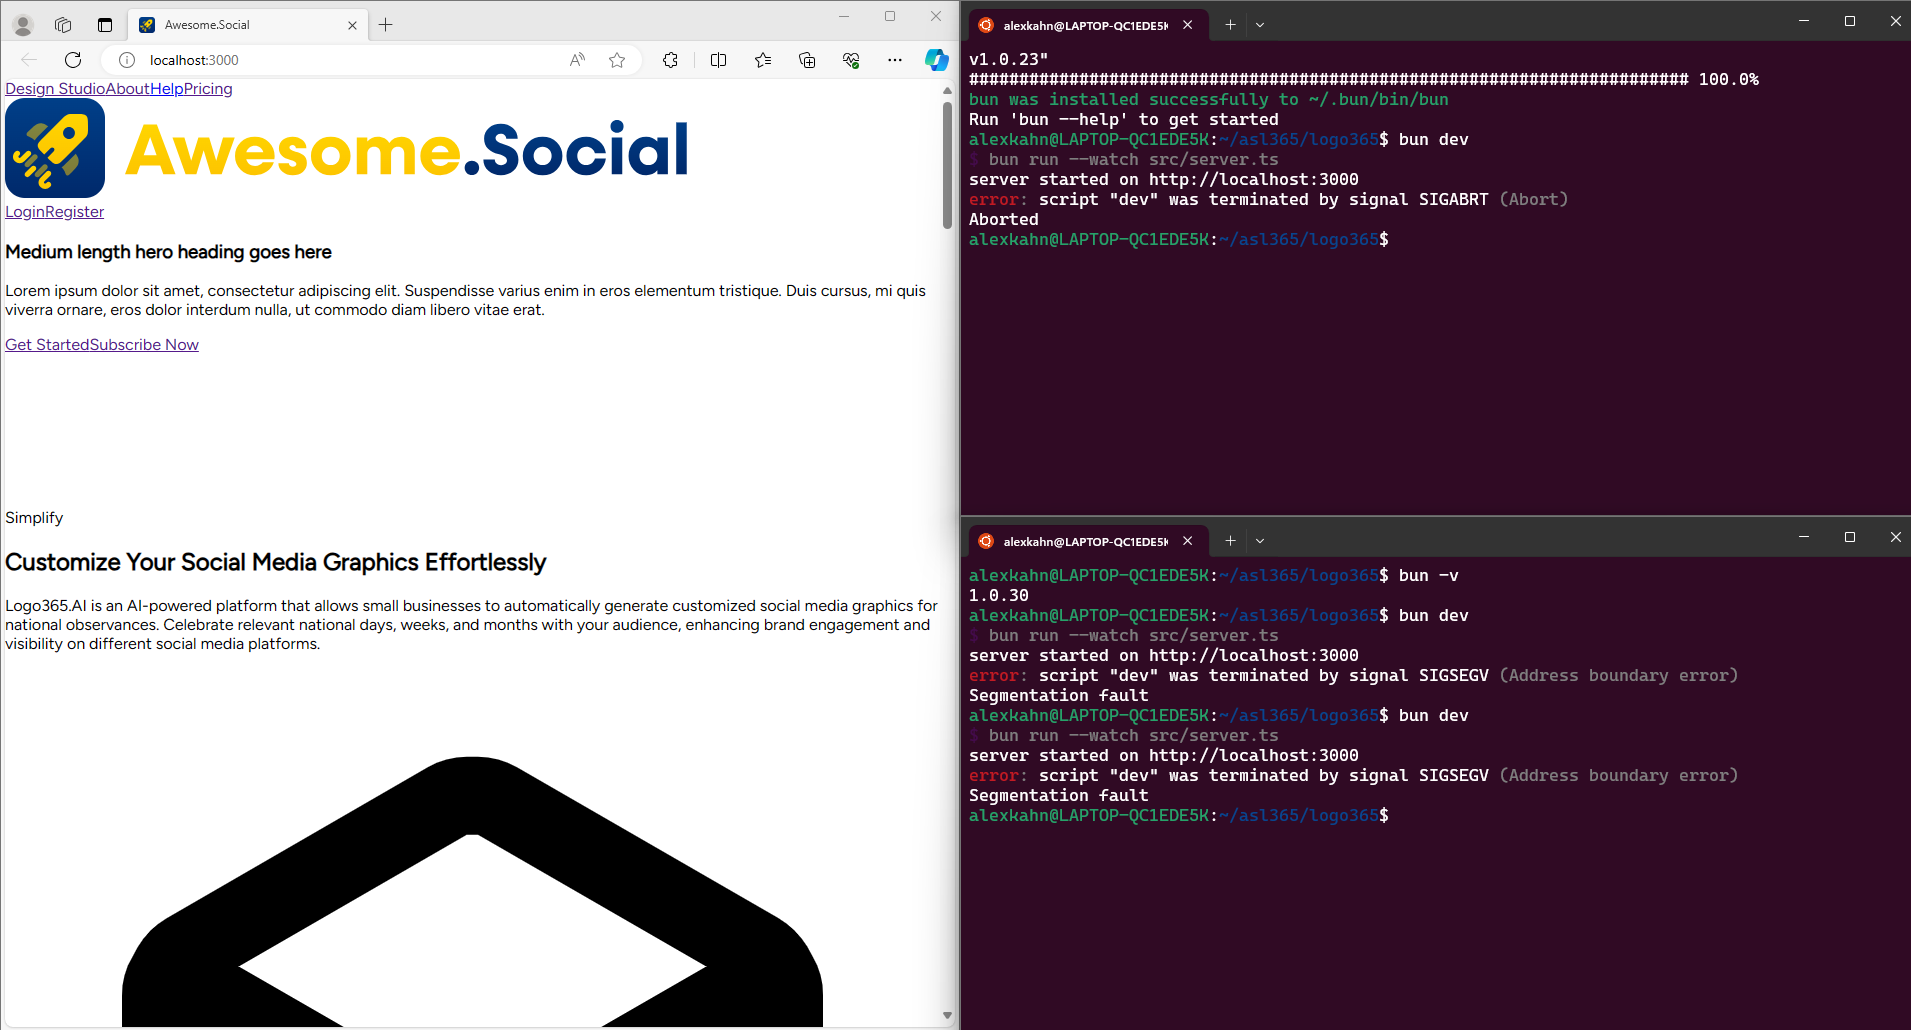 Awesome.Social
localhost:3000
Design StudioAboutHelpPricing
Awesome.Social
LoginRegister
Medium length hero heading goes here
Lorem ipsum dolor sit amet, consectetur adipiscing elit. Suspendisse varius enim in eros elementum tristique. Duis cursus, mi quis
viverra ornare, eros dolor interdum nulla, ut commodo diam libero vitae erat.
Get StartedSubscribe Now
Simplify
Customize Your Social Media Graphics Effortlessly
Logo365.AI is an AI-powered platform that allows small businesses to automatically generate customized social media graphics for
national observances. Celebrate relevant national days, weeks, and months with your audience, enhancing brand engagement and
visibility on different social media platforms.
alexkahn@LAPTOP-QC1EDE5K
v1.0.23"
######################################################################## 100.0%
bun was installed successfully to ~/.bun/bin/bun
Run 'bun --help' to get started
alexkahn@LAPTOP-QC1EDE5K:~/asl365/logo365$ bun dev
$ bun run --watch src/server.ts
server started on http://localhost:3000
error: script "dev" was terminated by signal SIGABRT (Abort)
Aborted
alexkahn@LAPTOP-QC1EDE5K:~/asl365/logo365$
alexkahn@LAPTOP-QC1EDE5K
alexkahn@LAPTOP-QC1EDE5K:~/asl365/logo365$ bun -v
1.0.30
alexkahn@LAPTOP-QC1EDE5K:~/asl365/logo365$ bun dev
$ bun run --watch src/server.ts
server started on http://localhost:3000
error: script "dev" was terminated by signal SIGSEGV (Address boundary error)
Segmentation fault
alexkahn@LAPTOP-QC1EDE5K:~/asl365/logo365$ bun dev
$ bun run --watch src/server.ts
server started on http://localhost:3000
error: script "dev" was terminated by signal SIGSEGV (Address boundary error)
Segmentation fault
alexkahn@LAPTOP-QC1EDE5K:~/asl365/logo365$